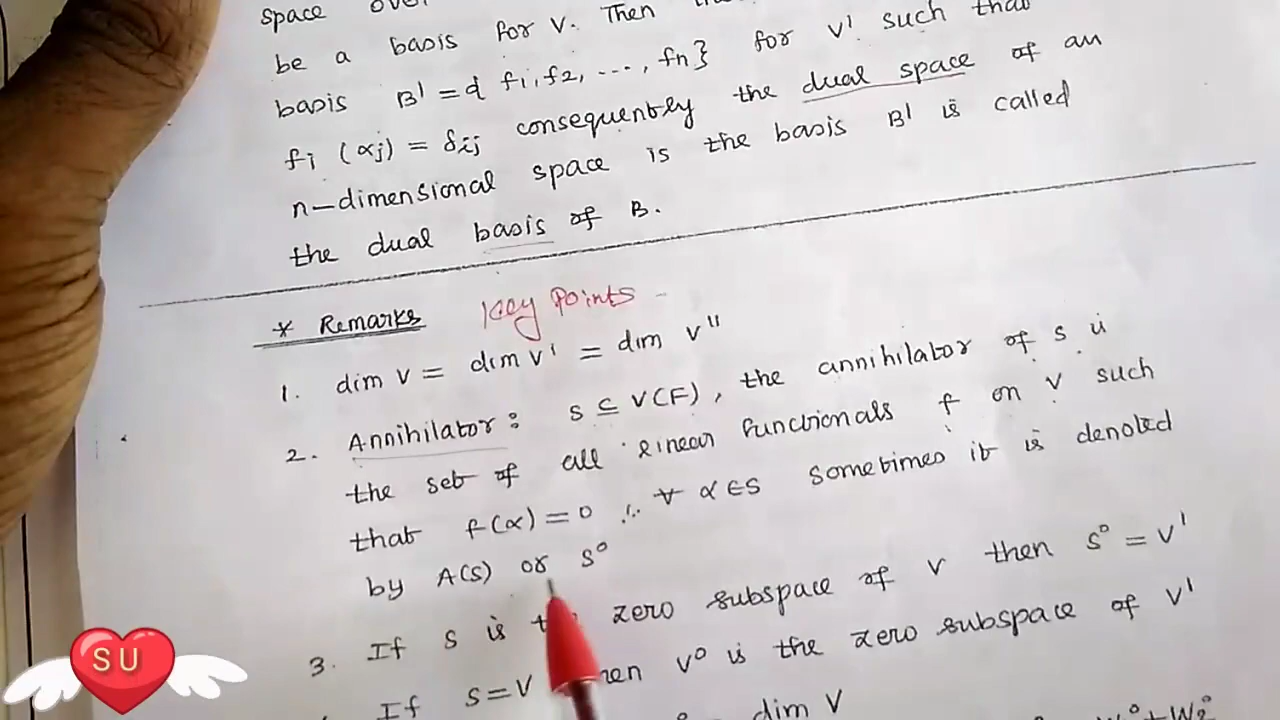 space over
be a basis for V. Then
basis B' = { f1, f2, ..., fn} for V' such that
fi (αj) = δij consequently the dual space of an
n-dimensional space is the basis B' is called
the dual basis of B.
* Remarks Key Points -
1. dim V = dim V' = dim V''
2. Annihilator : S ⊆ V(F), the annihilator of S is
the set of all linear functionals f on V such
that f(α) = 0 ∴ ∀ α ∈ S sometimes it is denoted
by A(S) or S°
3. If S is zero subspace of V then S° = V'
If S = V V° is the zero subspace of V'
dim V
SU